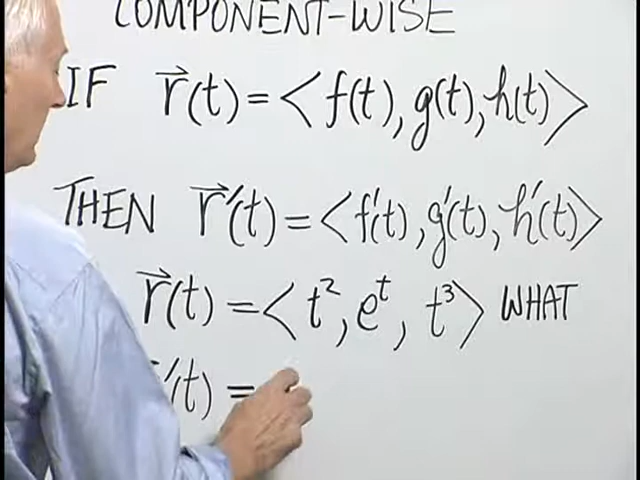 COMPONENT-WISE
IF r⃗(t) = <f(t), g(t), h(t)>
THEN r⃗'(t) = <f'(t), g'(t), h'(t)>
r⃗(t) = <t², eᵗ, t³> WHAT
'(t) =